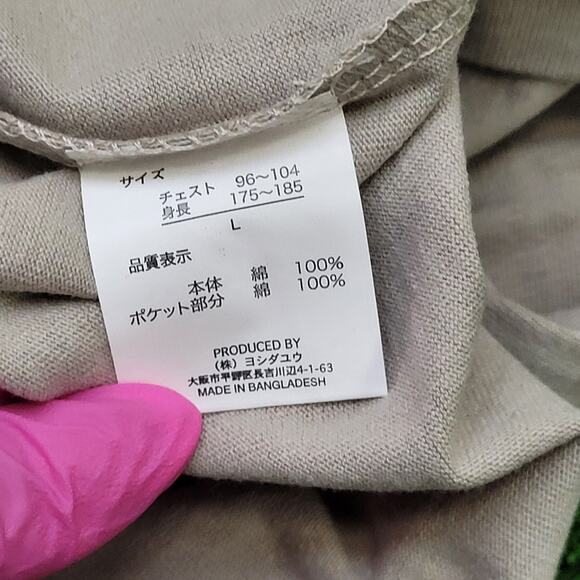 サイズ
チェスト 96～104
身長 175～185
L
品質表示
本体 綿 100%
ポケット部分 綿 100%
PRODUCED BY
（株）ヨシダユウ
大阪市平野区長吉川辺4-1-63
MADE IN BANGLADESH